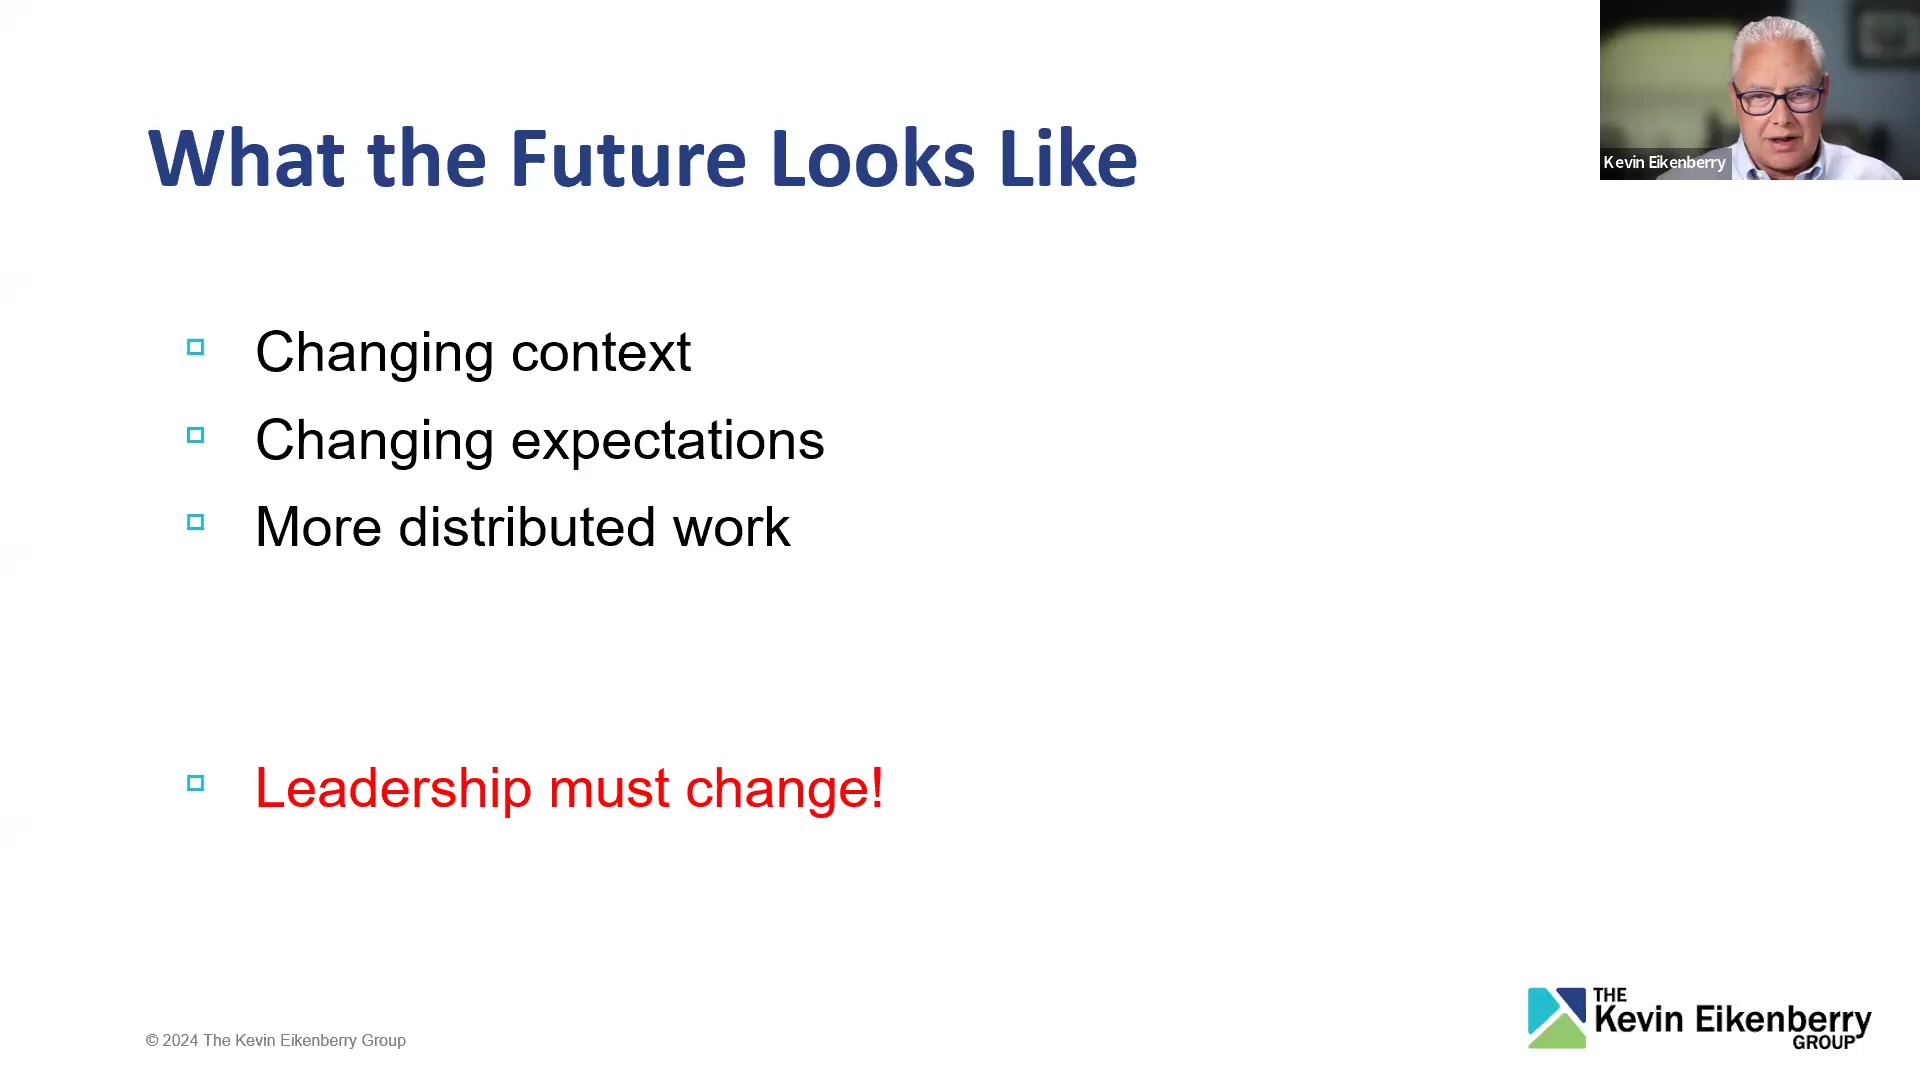 Kevin Eikenberry
What the Future Looks Like
Changing context
Changing expectations
More distributed work
Leadership must change!
© 2024 The Kevin Eikenberry Group
THE
Kevin Eikenberry
GROUP